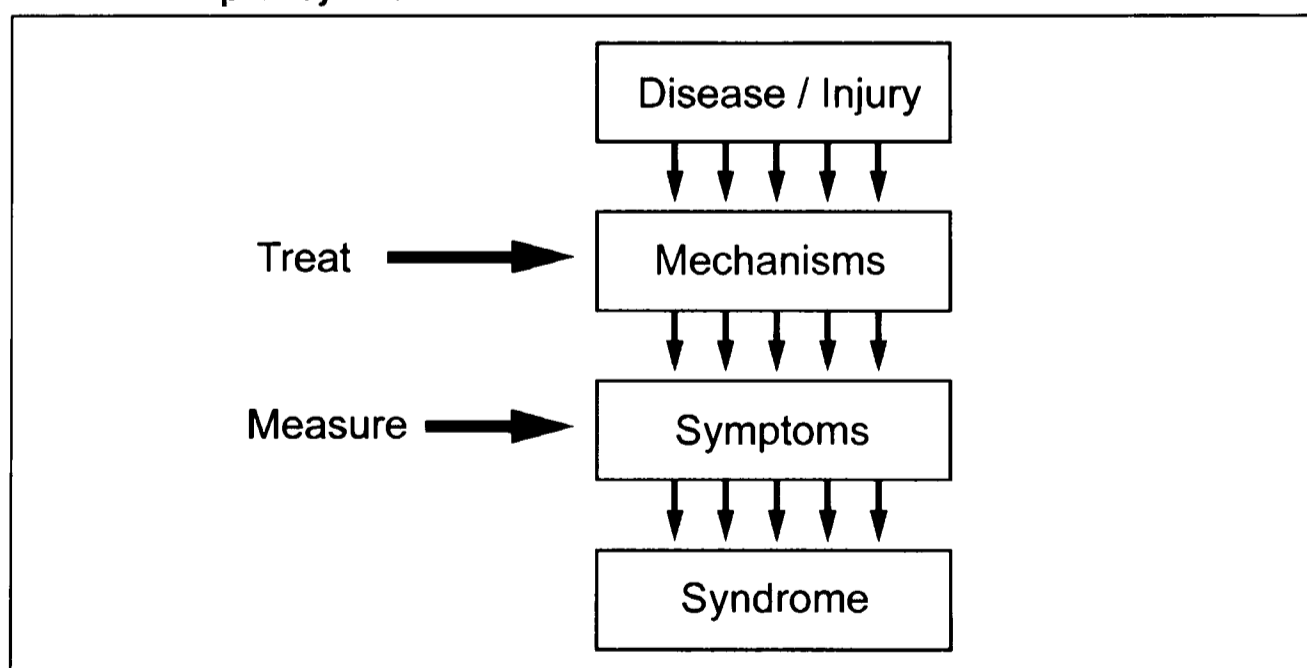 Disease / Injury
Treat
Mechanisms
Measure
Symptoms
Syndrome